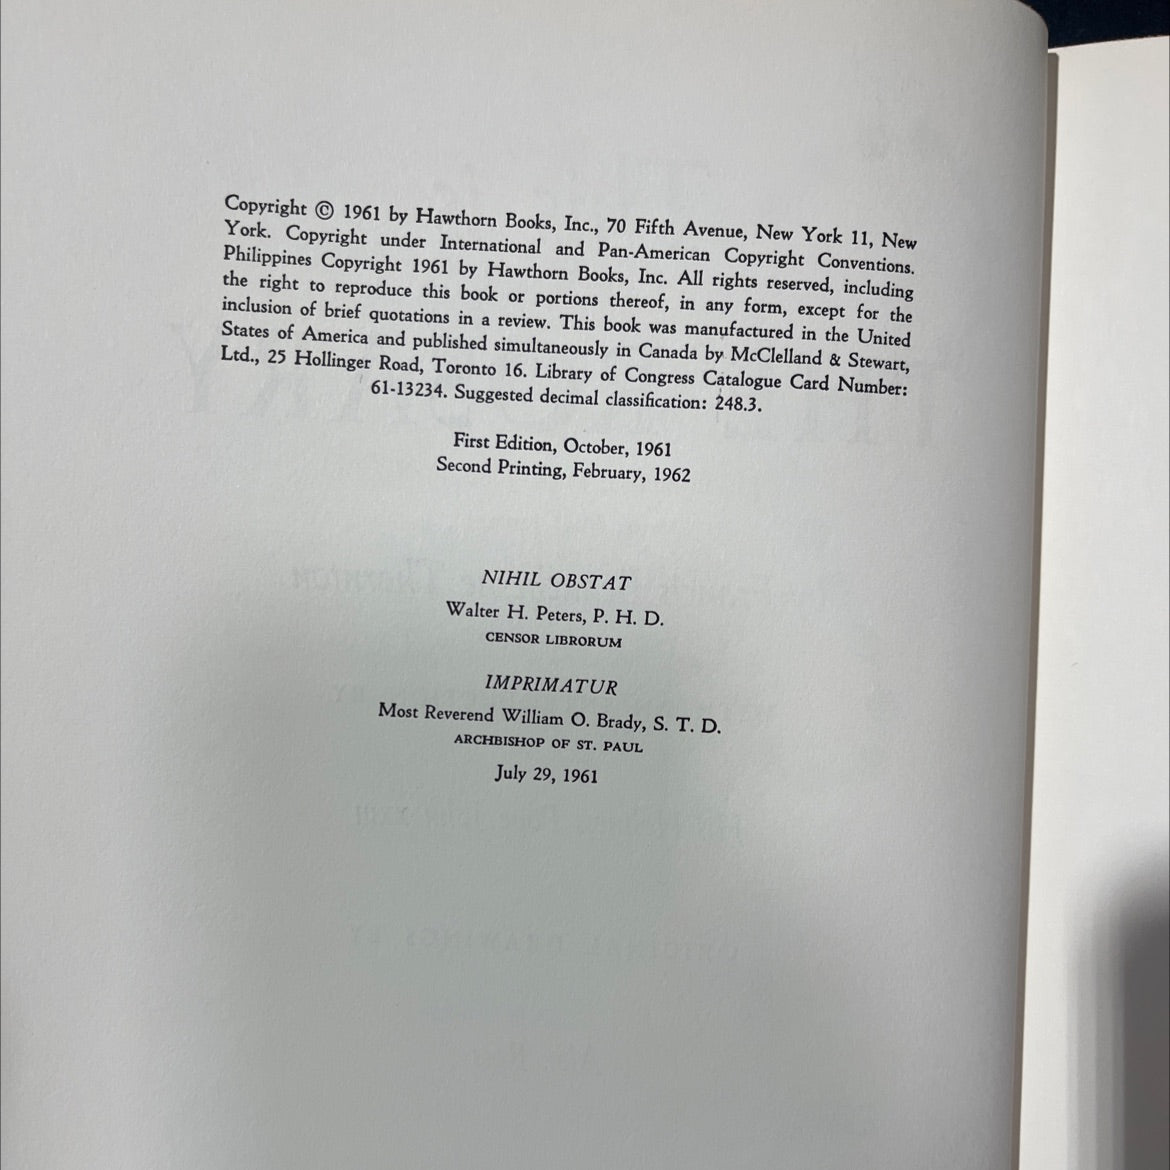 Copyright © 1961 by Hawthorn Books, Inc., 70 Fifth Avenue, New York 11, New
York. Copyright under International and Pan-American Copyright Conventions.
Philippines Copyright 1961 by Hawthorn Books, Inc. All rights reserved, including
the right to reproduce this book or portions thereof, in any form, except for the
inclusion of brief quotations in a review. This book was manufactured in the United
States of America and published simultaneously in Canada by McClelland & Stewart,
Ltd., 25 Hollinger Road, Toronto 16. Library of Congress Catalogue Card Number:
61-13234. Suggested decimal classification: 248.3.
First Edition, October, 1961
Second Printing, February, 1962
NIHIL OBSTAT
Walter H. Peters, P. H. D.
CENSOR LIBRORUM
IMPRIMATUR
Most Reverend William O. Brady, S. T. D.
ARCHBISHOP OF ST. PAUL
July 29, 1961